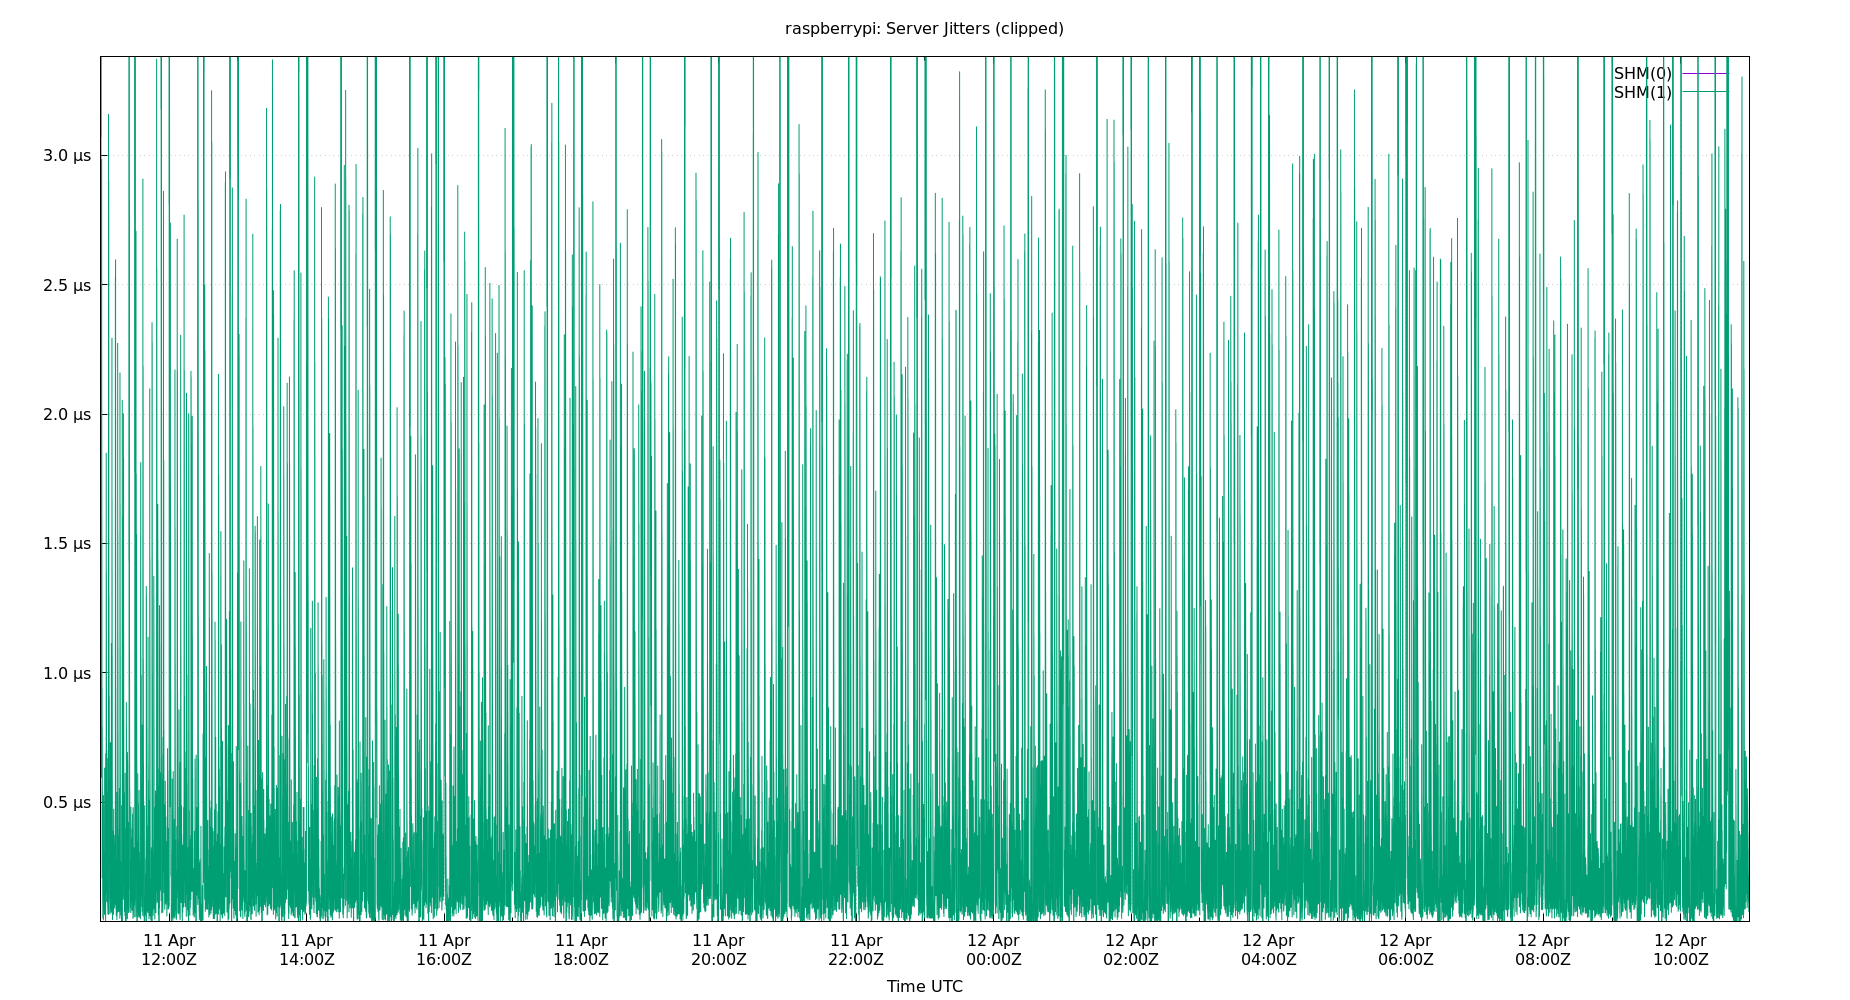 raspberrypi: Server Jitters (clipped)
SHM(0)
SHM(1)
3.0 µs
2.5 µs
2.0 µs
1.5 µs
1.0 µs
0.5 µs
11 Apr 11 Apr 11 Apr 11 Apr 11 Apr 11 Apr 12 Apr 12 Apr 12 Apr 12 Apr 12 Apr 12 Apr
12:00Z 14:00Z 16:00Z 18:00Z 20:00Z 22:00Z 00:00Z 02:00Z 04:00Z 06:00Z 08:00Z 10:00Z
Time UTC